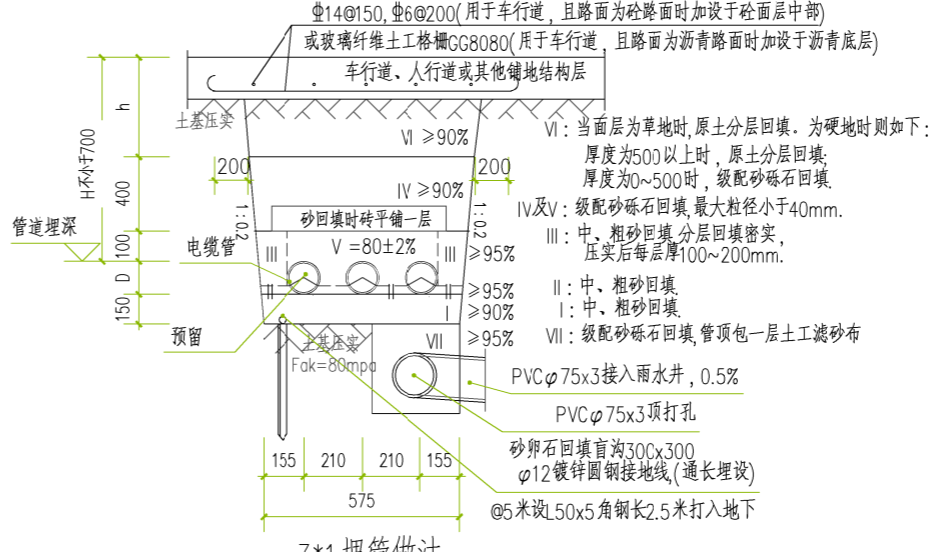 ⌀14@150,⌀6@200(用于车行道,且路面为砼路面时加设于砼面层中部)
或玻璃纤维土工格栅GG8080(用于车行道,且路面为沥青路面时加设于沥青底层)
车行道、人行道或其他铺地结构层
土基压实
h
H不小于700
VI ≥90%
200
200
400
IV ≥90%
1:0.2
1:0.2
砂回填时砖平铺一层
管道埋深
电缆管
100
V =80±2%
III
III
≥95%
D
II
II
≥95%
150
I
≥90%
预留
土基压实
Fak=80mpa
VII
≥95%
VI: 当面层为草地时,原土分层回填。为硬地时则如下:
厚度为500以上时,原土分层回填;
厚度为0~500时,级配砂砾石回填.
IV及V: 级配砂砾石回填,最大粒径小于40mm.
III: 中、粗砂回填,分层回填密实,
压实后每层厚100~200mm.
II: 中、粗砂回填.
I: 中、粗砂回填.
VII: 级配砂砾石回填,管顶包一层土工滤砂布
PVCφ75x3接入雨水井,0.5%
PVCφ75x3顶打孔
砂卵石回填盲沟300x300
φ12镀锌圆钢接地线,(通长埋设)
@5米设L50x5角钢长2.5米打入地下
155
210
210
155
575